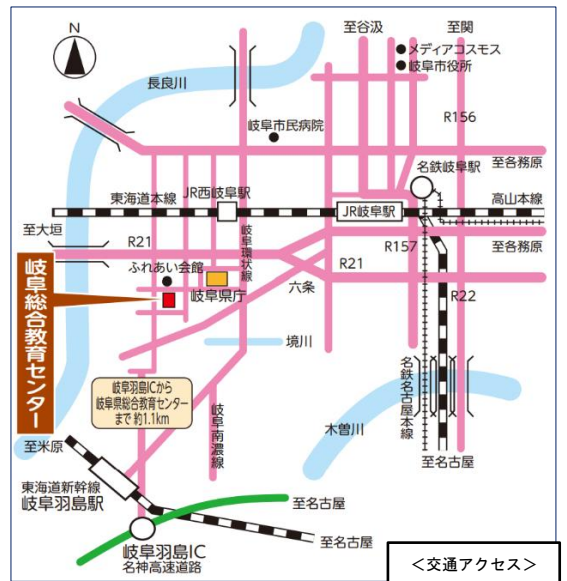 N
至谷汲
至関
メディアコスモス
岐阜市役所
長良川
R156
岐阜市民病院
至各務原
名鉄岐阜駅
東海道本線
JR西岐阜駅
JR岐阜駅
高山本線
至大垣
R21
岐阜環状線
R157
至各務原
ふれあい会館
岐阜県庁
R21
六条
R22
岐阜総合教育センター
境川
名鉄名古屋本線
岐阜羽島ICから
岐阜県総合教育センター
まで 約1.1km
岐阜南濃線
木曽川
至米原
至名古屋
東海道新幹線
岐阜羽島駅
至名古屋
至名古屋
岐阜羽島IC
名神高速道路
＜交通アクセス＞